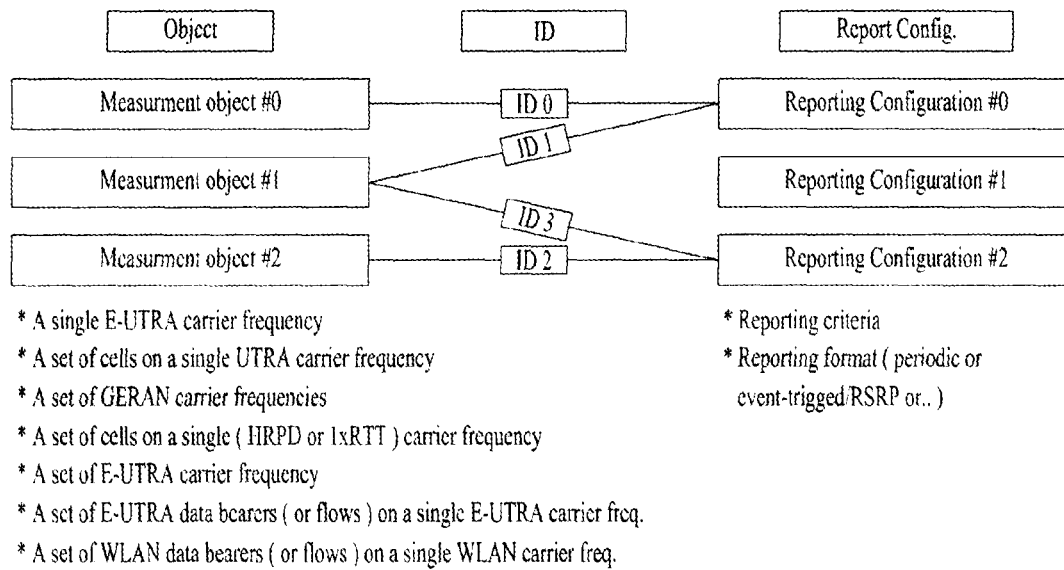 Object ID Report Config.
Measurment object #0 ID 0 Reporting Configuration #0
ID 1
Measurment object #1 Reporting Configuration #1
ID 3
Measurment object #2 ID 2 Reporting Configuration #2
* A single E-UTRA carrier frequency
* A set of cells on a single UTRA carrier frequency
* A set of GERAN carrier frequencies
* A set of cells on a single ( HRPD or 1xRTT ) carrier frequency
* A set of E-UTRA carrier frequency
* A set of E-UTRA data bearers ( or flows ) on a single E-UTRA carrier freq.
* A set of WLAN data bearers ( or flows ) on a single WLAN carrier freq.
* Reporting criteria
* Reporting format ( periodic or
event-trigged/RSRP or.. )